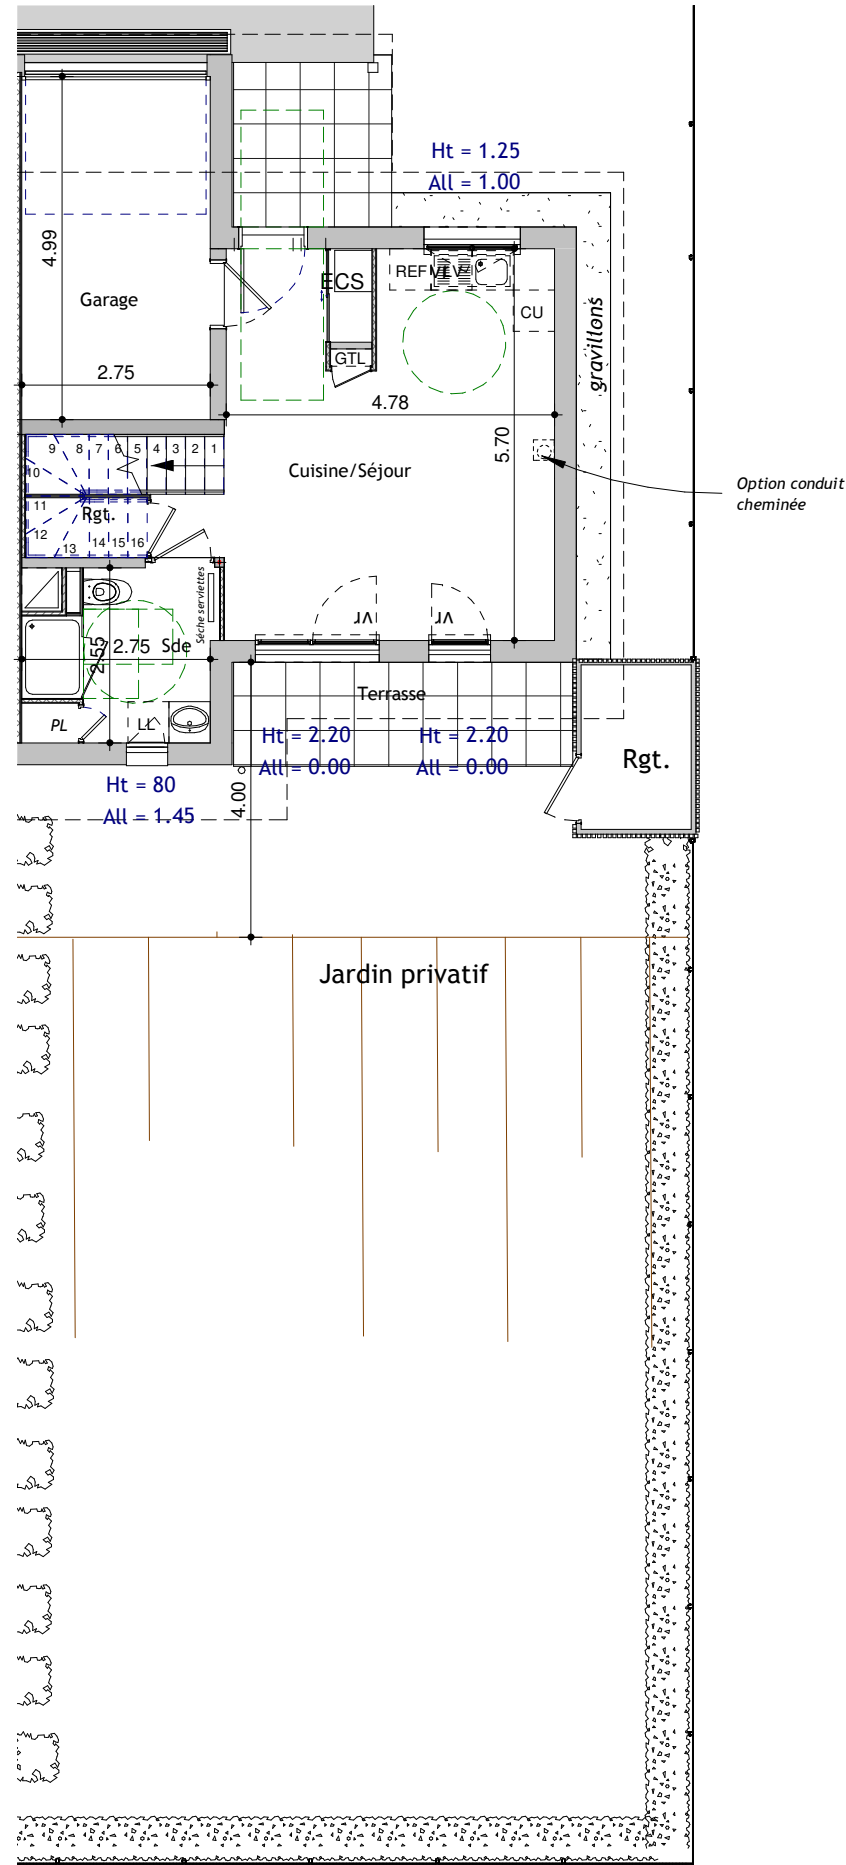 Ht = 1.25
All = 1.00
4.99
Garage
2.75
ECS
REF
LV
CU
GTL
gravillons
4.78
5.70
Cuisine/Séjour
Option conduit
cheminée
9 8 7 6 5 4 3 2 1
10
11
12
13 14 15 16
Rgt.
Sèche serviettes
2.75
2.55
Sde
PL
LL
VR
VR
Terrasse
Rgt.
Ht = 2.20
All = 0.00
Ht = 2.20
All = 0.00
Ht = 80
All = 1.45
4.00
Jardin privatif